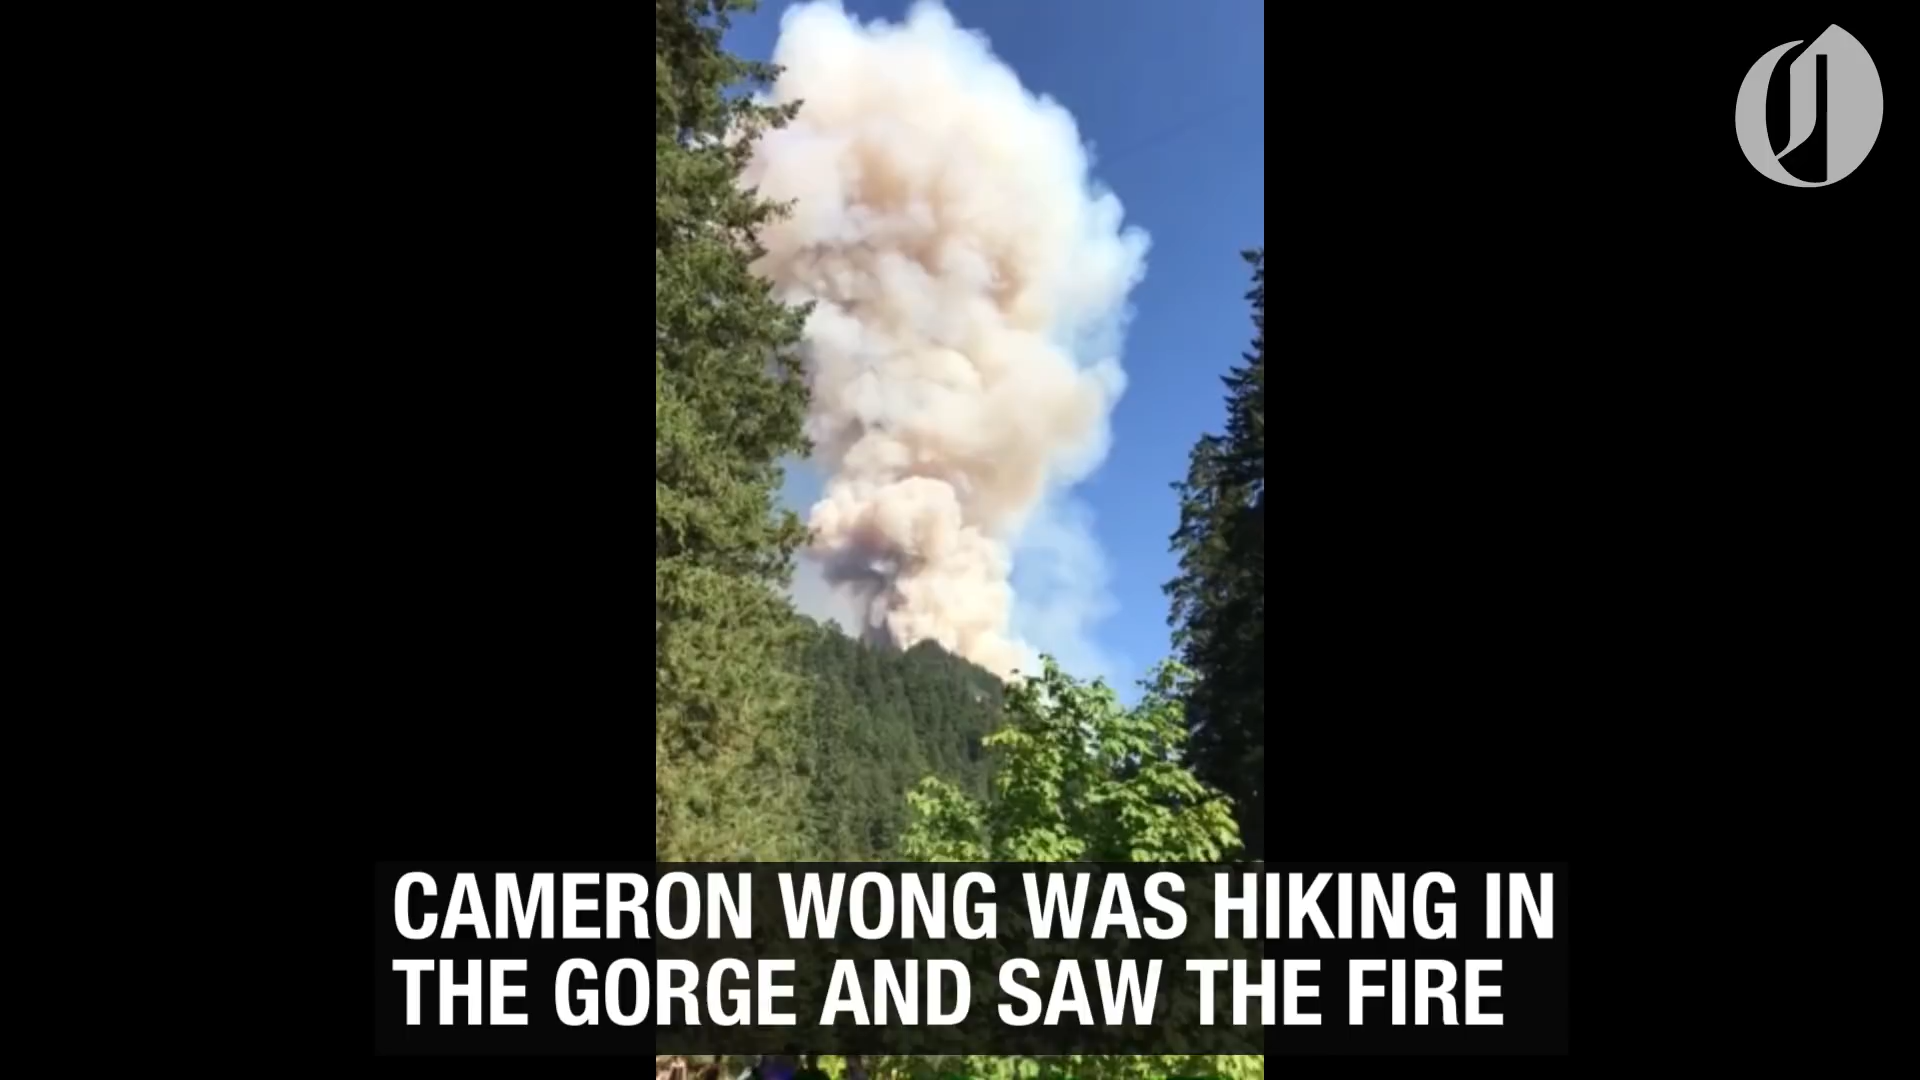 CAMERON WONG WAS HIKING IN
THE GORGE AND SAW THE FIRE